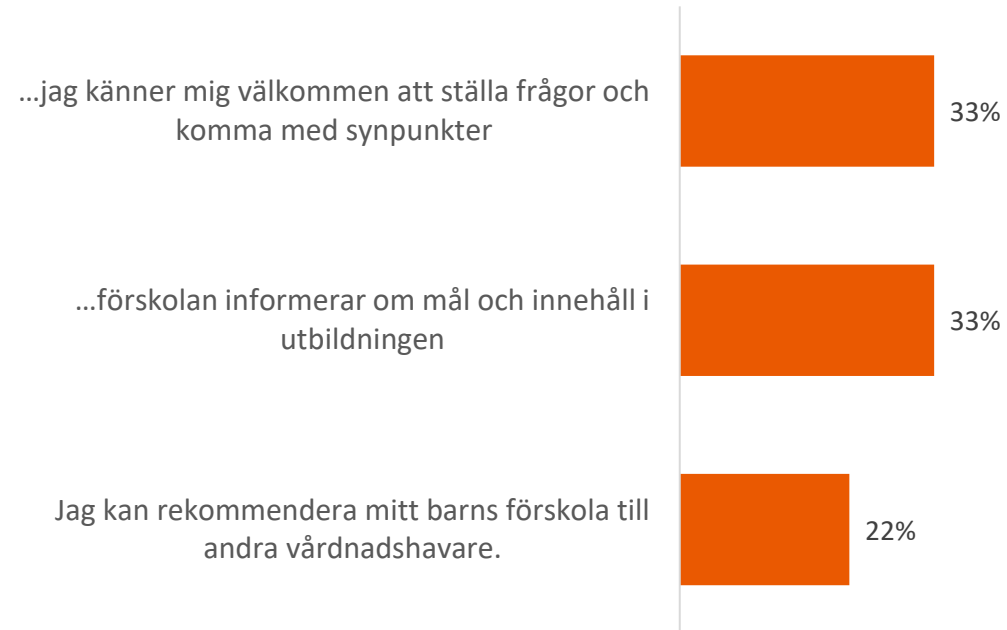 …jag känner mig välkommen att ställa frågor och
komma med synpunkter
33%
…förskolan informerar om mål och innehåll i
utbildningen
33%
Jag kan rekommendera mitt barns förskola till
andra vårdnadshavare.
22%